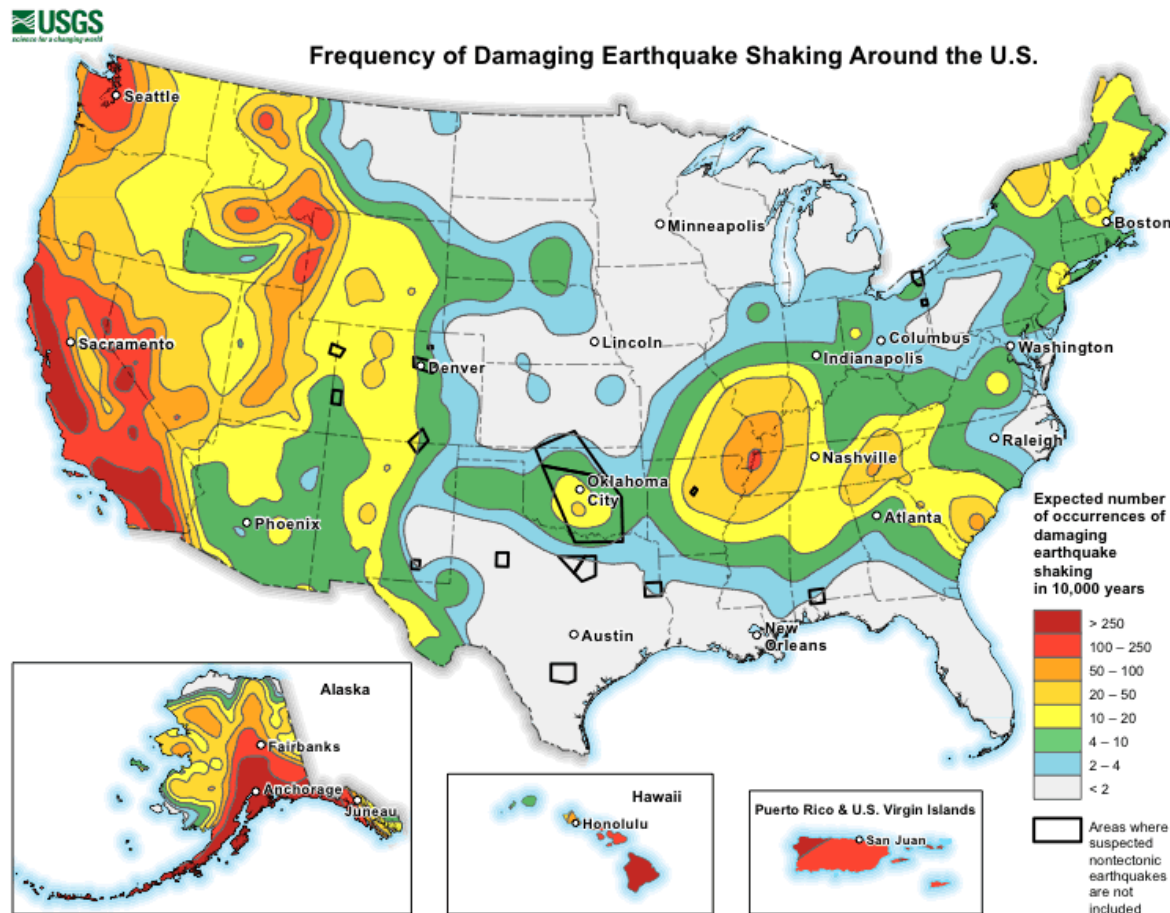 USGS
science for a changing world
Frequency of Damaging Earthquake Shaking Around the U.S.
Seattle
Minneapolis
Boston
Sacramento
Lincoln
Columbus
Washington
Denver
Indianapolis
Raleigh
Nashville
Oklahoma
City
Phoenix
Atlanta
Austin
New
Orleans
Expected number
of occurrences of
damaging
earthquake
shaking
in 10,000 years
> 250
100 – 250
50 – 100
20 – 50
10 – 20
4 – 10
2 – 4
< 2
Areas where
suspected
nontectonic
earthquakes
are not
included
Alaska
Fairbanks
Anchorage
Juneau
Hawaii
Honolulu
Puerto Rico & U.S. Virgin Islands
San Juan